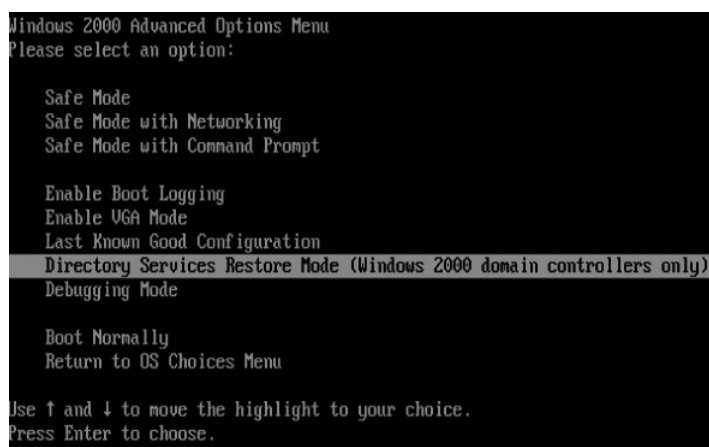 Windows 2000 Advanced Options Menu
Please select an option:
Safe Mode
Safe Mode with Networking
Safe Mode with Command Prompt
Enable Boot Logging
Enable VGA Mode
Last Known Good Configuration
Directory Services Restore Mode (Windows 2000 domain controllers only)
Debugging Mode
Boot Normally
Return to OS Choices Menu
Use ↑ and ↓ to move the highlight to your choice.
Press Enter to choose.